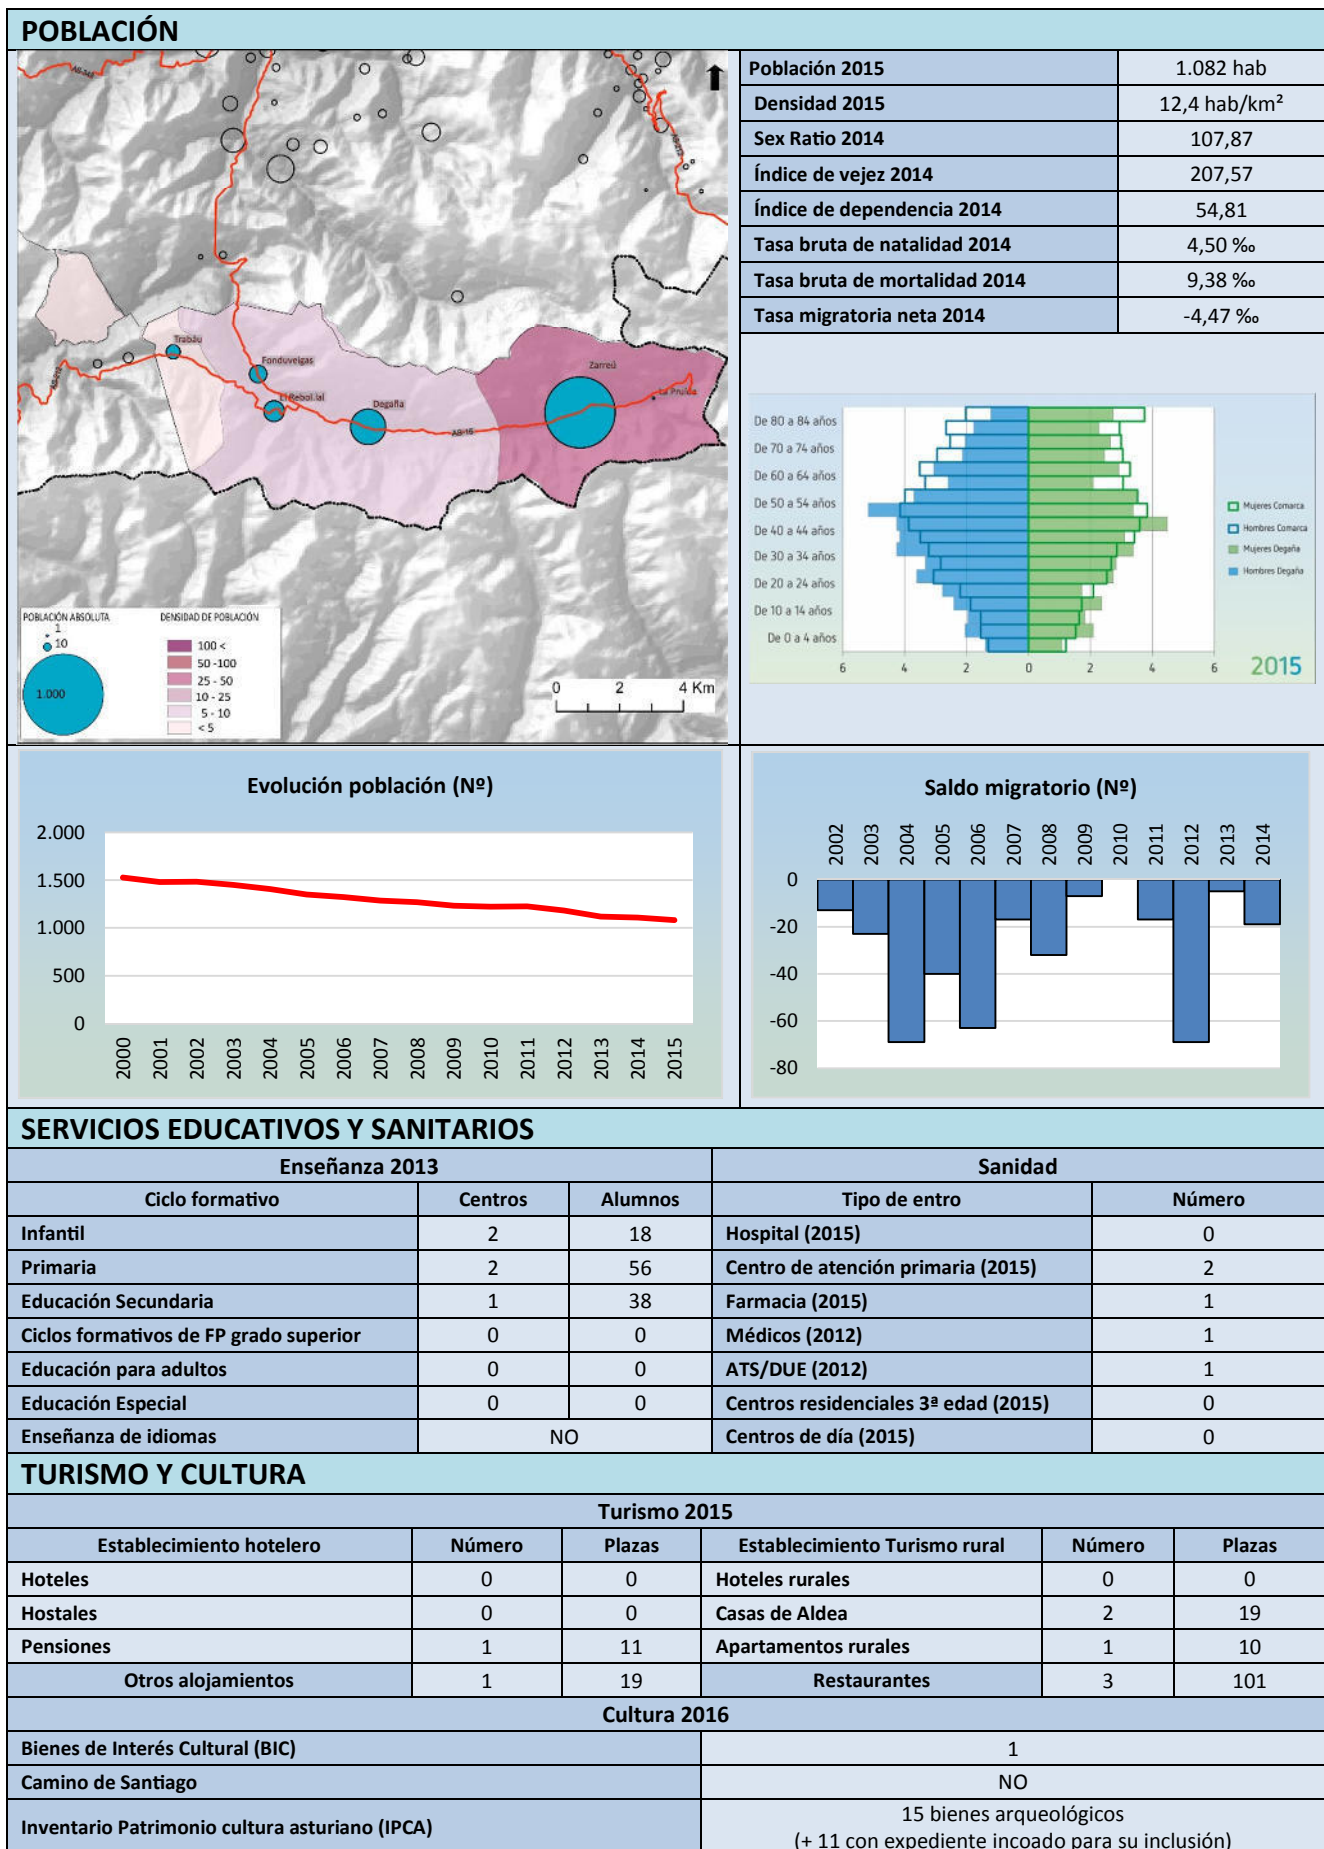 POBLACIÓN
AS-348
AS-213
AS-212
Trabáu
Fonduveigas
El Rebol.lal
Degaña
Zarréu
La Pruida
AS-15
POBLACIÓN ABSOLUTA
1
10
1.000
DENSIDAD DE POBLACIÓN
100 <
50 -100
25 - 50
10 - 25
5 - 10
< 5
0 2 4 Km
Población 2015 1.082 hab
Densidad 2015 12,4 hab/km²
Sex Ratio 2014 107,87
Índice de vejez 2014 207,57
Índice de dependencia 2014 54,81
Tasa bruta de natalidad 2014 4,50 ‰
Tasa bruta de mortalidad 2014 9,38 ‰
Tasa migratoria neta 2014 -4,47 ‰
De 80 a 84 años
De 70 a 74 años
De 60 a 64 años
De 50 a 54 años
De 40 a 44 años
De 30 a 34 años
De 20 a 24 años
De 10 a 14 años
De 0 a 4 años
6 4 2 0 2 4 6
Mujeres Comarca
Hombres Comarca
Mujeres Degaña
Hombres Degaña
2015
Evolución población (Nº)
2.000
1.500
1.000
500
0
2000 2001 2002 2003 2004 2005 2006 2007 2008 2009 2010 2011 2012 2013 2014 2015
Saldo migratorio (Nº)
2002 2003 2004 2005 2006 2007 2008 2009 2010 2011 2012 2013 2014
0
-20
-40
-60
-80
SERVICIOS EDUCATIVOS Y SANITARIOS
Enseñanza 2013 Sanidad
Ciclo formativo Centros Alumnos Tipo de entro Número
Infantil 2 18 Hospital (2015) 0
Primaria 2 56 Centro de atención primaria (2015) 2
Educación Secundaria 1 38 Farmacia (2015) 1
Ciclos formativos de FP grado superior 0 0 Médicos (2012) 1
Educación para adultos 0 0 ATS/DUE (2012) 1
Educación Especial 0 0 Centros residenciales 3ª edad (2015) 0
Enseñanza de idiomas NO Centros de día (2015) 0
TURISMO Y CULTURA
Turismo 2015
Establecimiento hotelero Número Plazas Establecimiento Turismo rural Número Plazas
Hoteles 0 0 Hoteles rurales 0 0
Hostales 0 0 Casas de Aldea 2 19
Pensiones 1 11 Apartamentos rurales 1 10
Otros alojamientos 1 19 Restaurantes 3 101
Cultura 2016
Bienes de Interés Cultural (BIC) 1
Camino de Santiago NO
Inventario Patrimonio cultura asturiano (IPCA) 15 bienes arqueológicos
(+ 11 con expediente incoado para su inclusión)